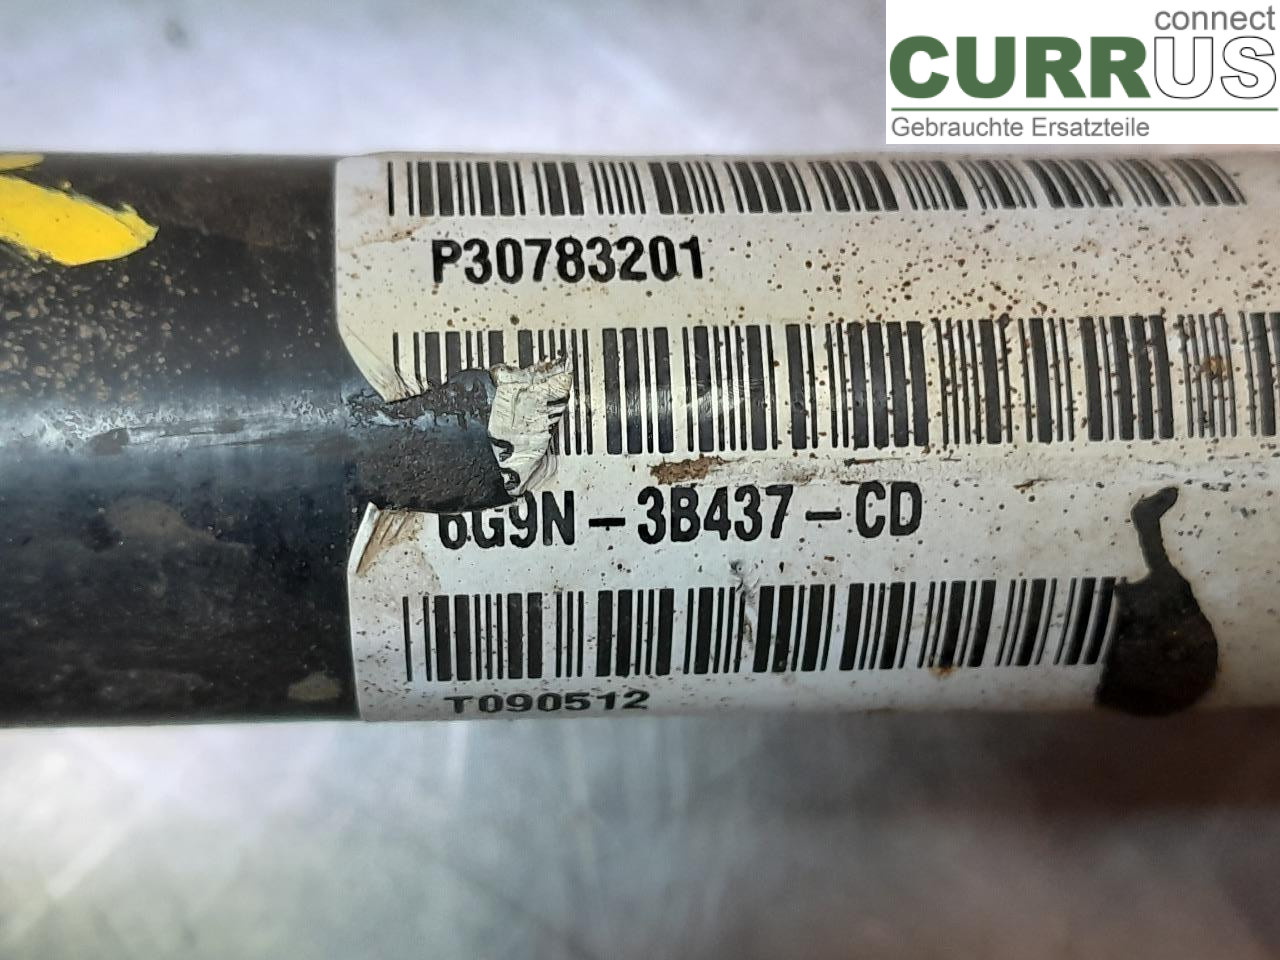 connect
CURRUS
Gebrauchte Ersatzteile
P30783201
6G9N-3B437-CD
T090512